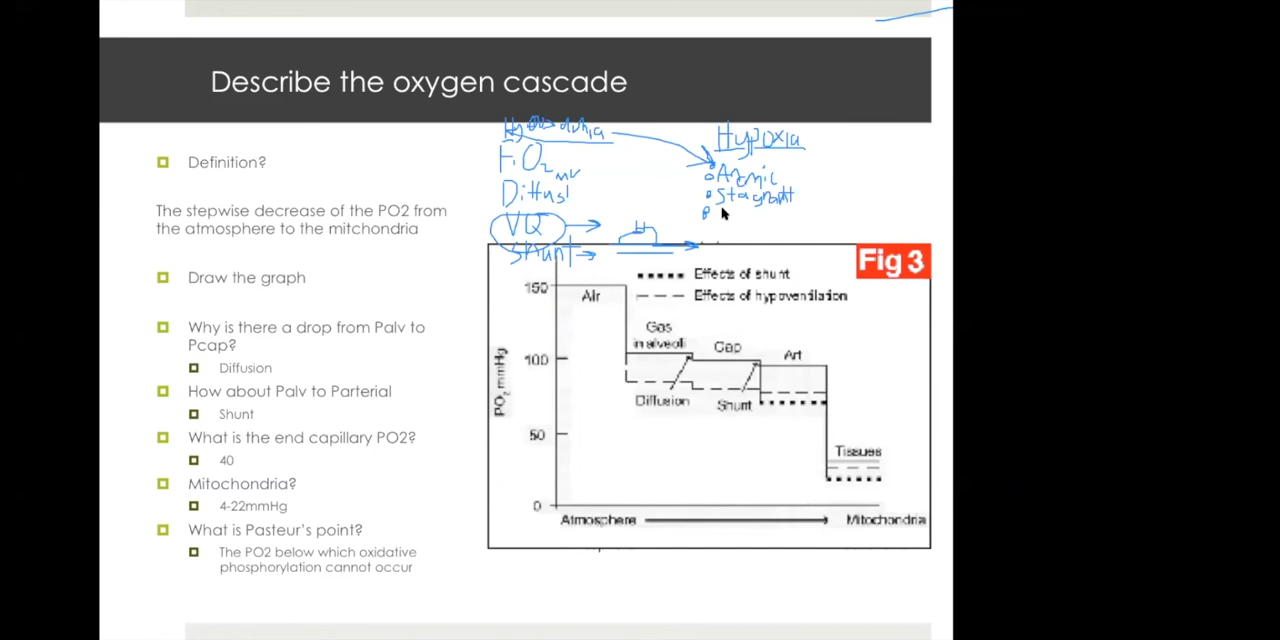 Describe the oxygen cascade
Definition?
The stepwise decrease of the PO2 from
the atmosphere to the mitchondria
Draw the graph
Why is there a drop from Palv to
Pcap?
Diffusion
How about Palv to Parterial
Shunt
What is the end capillary PO2?
40
Mitochondria?
4-22mmHg
What is Pasteur's point?
The PO2 below which oxidative
phosphorylation cannot occur
FiO2
MV
VQ
Shunt
Hypoxia
Anemic
Stagnant
Fig 3
Effects of shunt
Effects of hypoventilation
150
Air
Gas
in alveoli
Cap
Art
100
PO2 mmHg
Diffusion
Shunt
50
Tissues
0
Atmosphere
Mitochondria